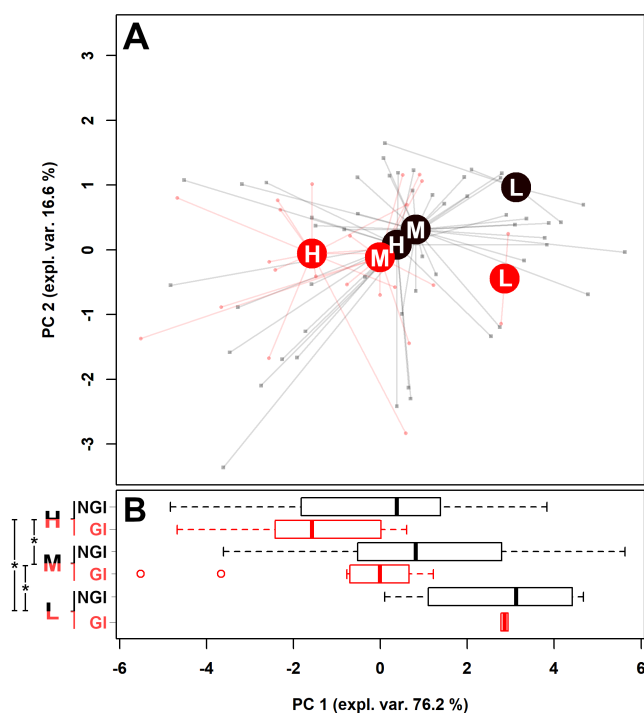 A
3
2
1
0
-1
-2
-3
PC 2 (expl. var. 16.6 %)
L
M
H
H
M
L
B
H
NGI
GI
M
NGI
GI
L
NGI
GI
*
*
*
-6
-4
-2
0
2
4
6
PC 1 (expl. var. 76.2 %)